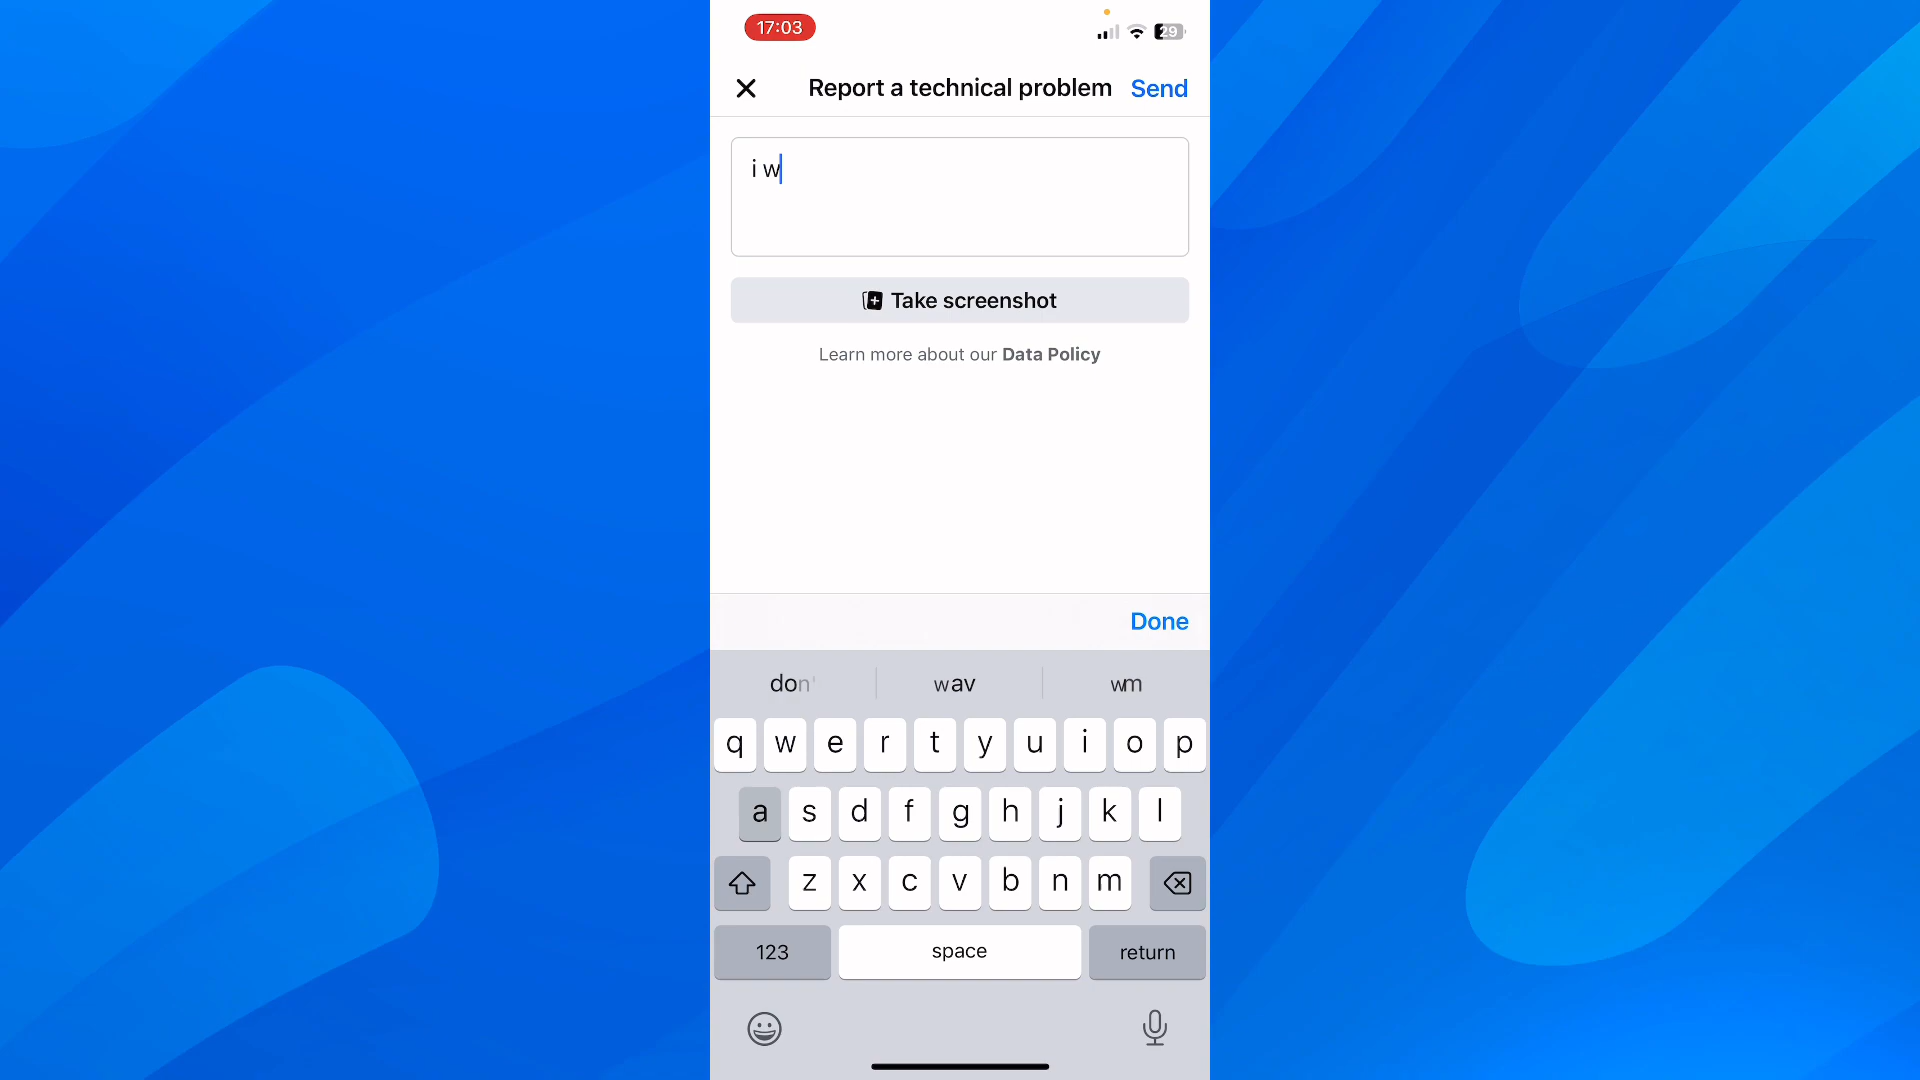 17:03
29
Report a technical problem Send
i w
Take screenshot
Learn more about our Data Policy
Done
don' wav wm
q w e r t y u i o p
a s d f g h j k l
z x c v b n m
123 space return